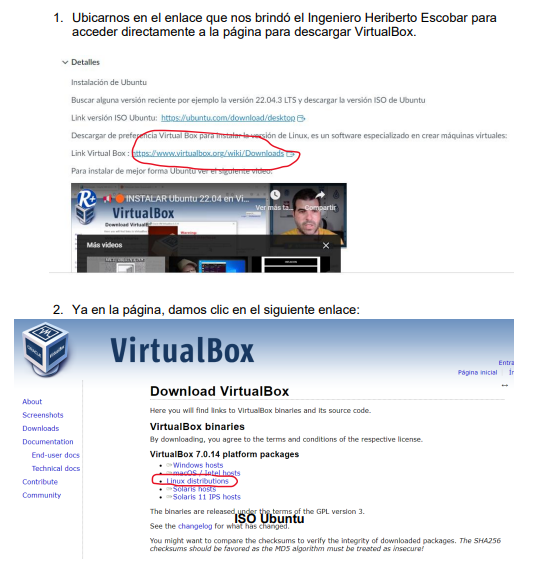 1. Ubicarnos en el enlace que nos brindó el Ingeniero Heriberto Escobar para
acceder directamente a la página para descargar VirtualBox.
Detalles
Instalación de Ubuntu
Buscar alguna versión reciente por ejemplo la versión 22.04.3 LTS y descargar la versión ISO de Ubuntu
Link versión ISO Ubuntu: https://ubuntu.com/download/desktop
Descargar de preferencia Virtual Box para instalar la versión de Linux, es un software especializado en crear máquinas virtuales:
Link Virtual Box : https://www.virtualbox.org/wiki/Downloads
Para instalar de mejor forma Ubuntu ver el siguiente video:
R+ INSTALAR Ubuntu 22.04 en Vi...
Ver más ta... Compartir
VirtualBox
Download VirtualB
Más videos
2. Ya en la página, damos clic en el siguiente enlace:
VirtualBox
Entra
Página inicial
Download VirtualBox
About
Screenshots
Downloads
Documentation
End-user docs
Technical docs
Contribute
Community
Here you will find links to VirtualBox binaries and its source code.
VirtualBox binaries
By downloading, you agree to the terms and conditions of the respective license.
VirtualBox 7.0.14 platform packages
• Windows hosts
• macOS / Intel hosts
• Linux distributions
• Solaris hosts
• Solaris 11 IPS hosts
The binaries are released under the terms of the GPL version 3.
ISO Ubuntu
See the changelog for what has changed.
You might want to compare the checksums to verify the integrity of downloaded packages. The SHA256
checksums should be favored as the MD5 algorithm must be treated as insecure!